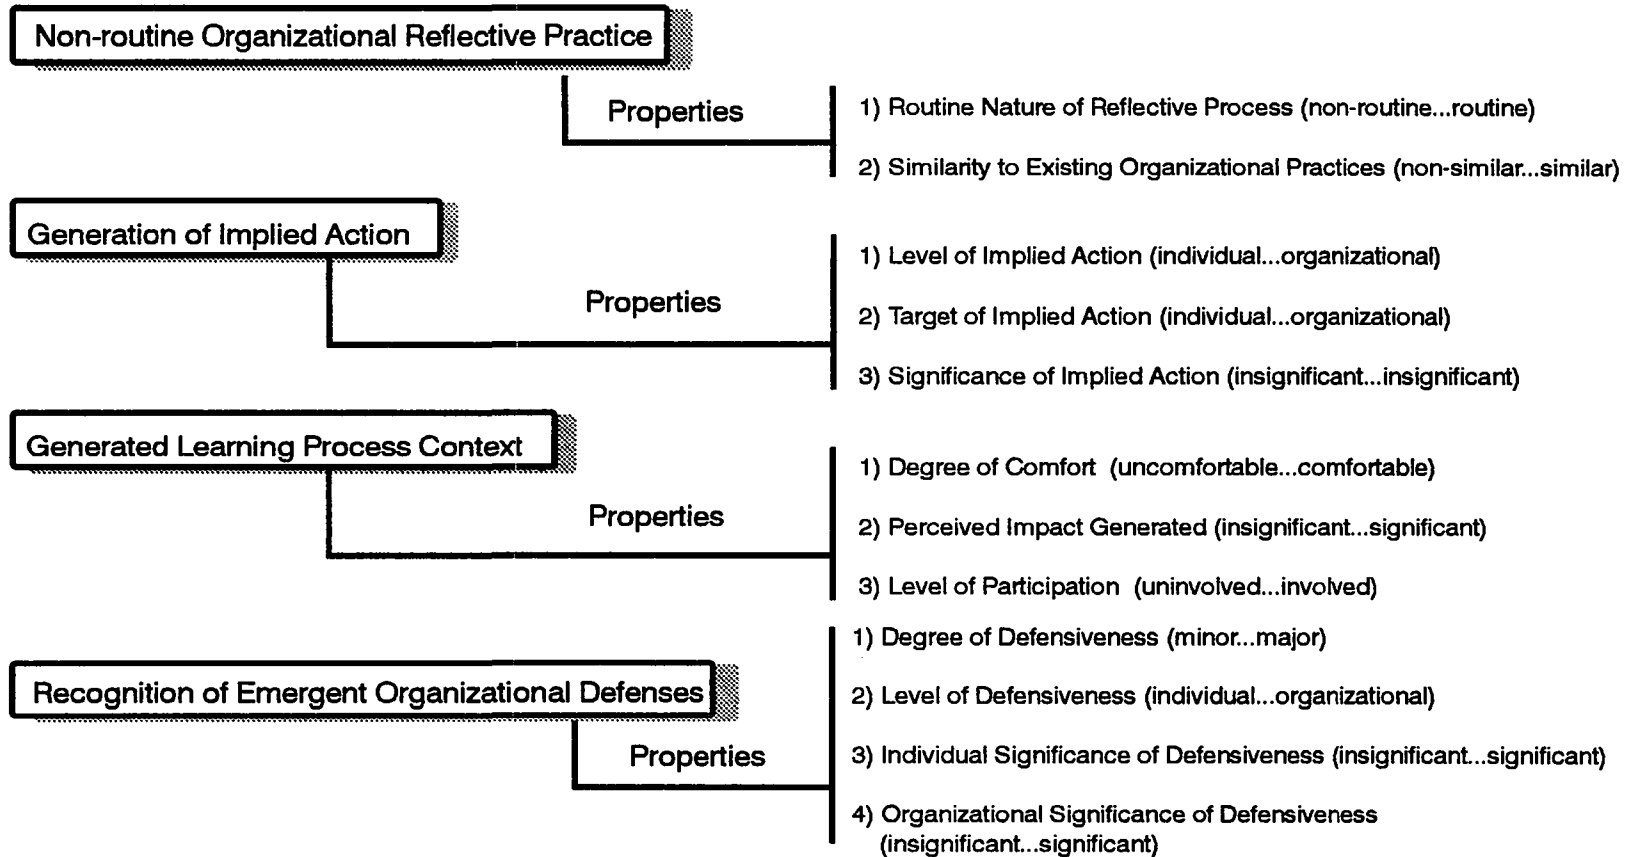 Non-routine Organizational Reflective Practice
Properties
1) Routine Nature of Reflective Process (non-routine...routine)
2) Similarity to Existing Organizational Practices (non-similar...similar)
Generation of Implied Action
Properties
1) Level of Implied Action (individual...organizational)
2) Target of Implied Action (individual...organizational)
3) Significance of Implied Action (insignificant...insignificant)
Generated Learning Process Context
Properties
1) Degree of Comfort (uncomfortable...comfortable)
2) Perceived Impact Generated (insignificant...significant)
3) Level of Participation (uninvolved...involved)
Recognition of Emergent Organizational Defenses
Properties
1) Degree of Defensiveness (minor...major)
2) Level of Defensiveness (individual...organizational)
3) Individual Significance of Defensiveness (insignificant...significant)
4) Organizational Significance of Defensiveness
(insignificant...significant)